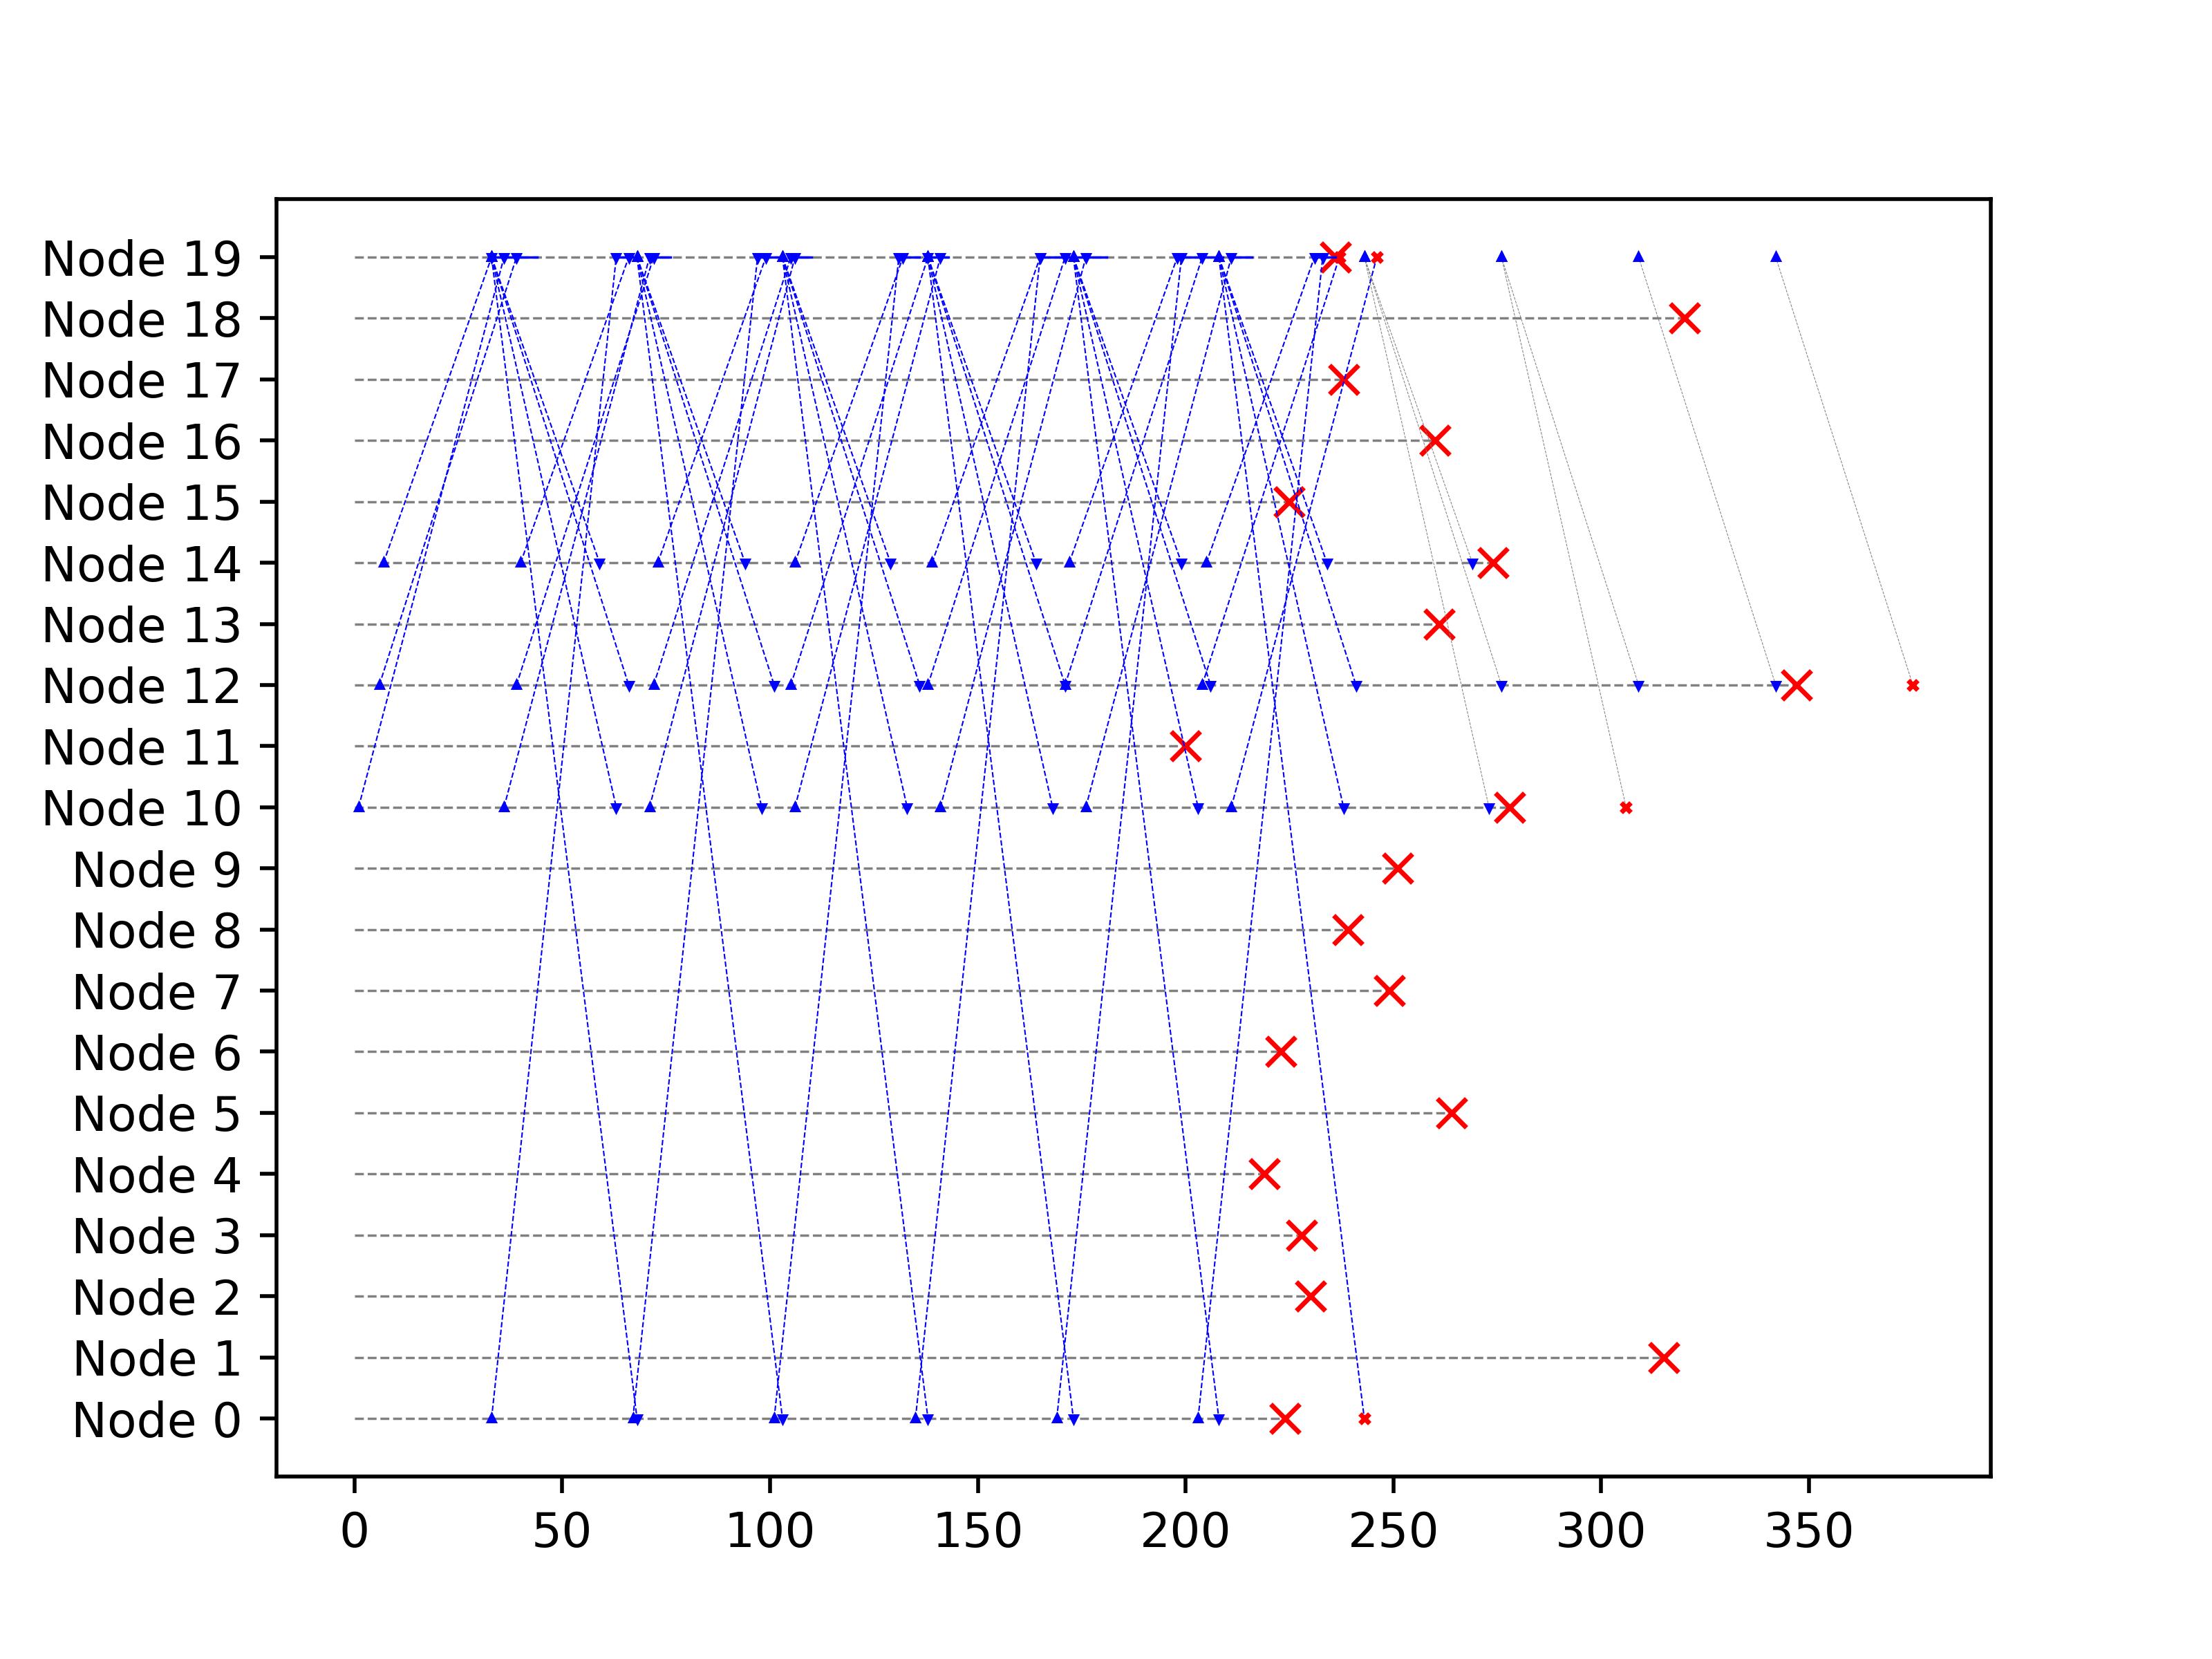 Node 19
Node 18
Node 17
Node 16
Node 15
Node 14
Node 13
Node 12
Node 11
Node 10
Node 9
Node 8
Node 7
Node 6
Node 5
Node 4
Node 3
Node 2
Node 1
Node 0
0 50 100 150 200 250 300 350